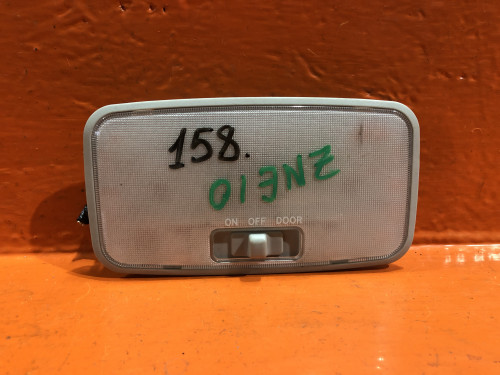 158.
ZNE10
ON OFF DOOR